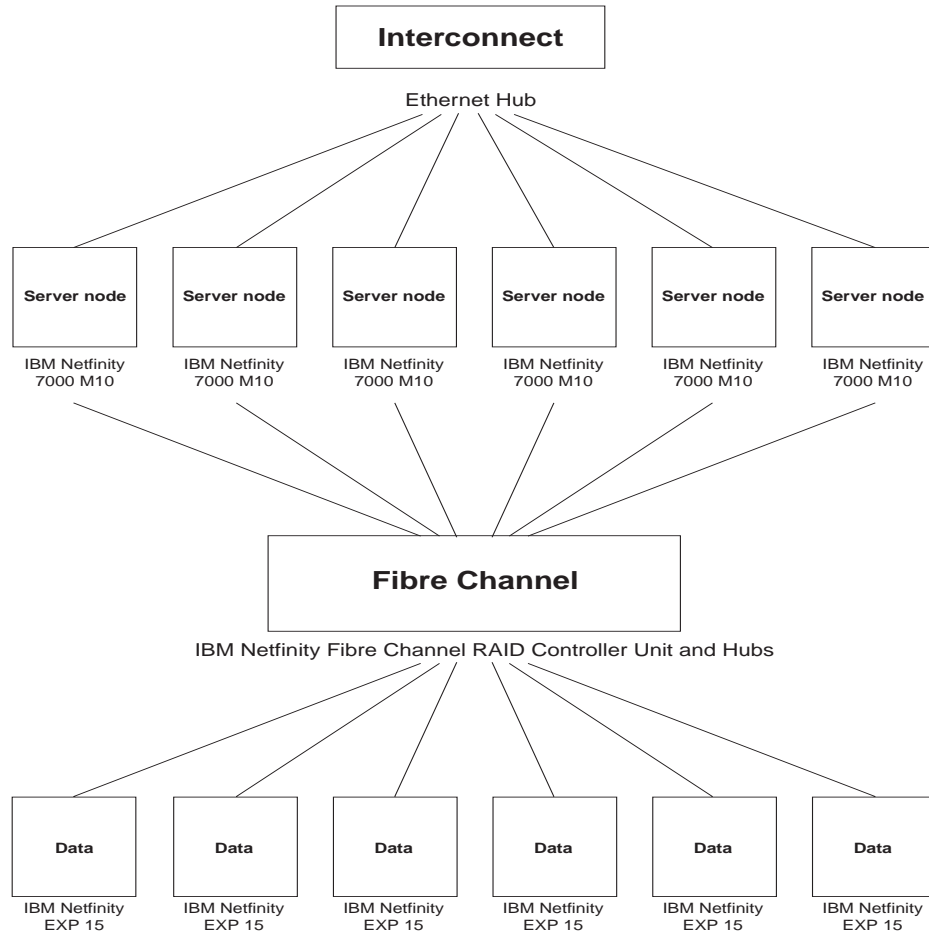 Interconnect
Ethernet Hub
Server node
Server node
Server node
Server node
Server node
Server node
IBM Netfinity
7000 M10
IBM Netfinity
7000 M10
IBM Netfinity
7000 M10
IBM Netfinity
7000 M10
IBM Netfinity
7000 M10
IBM Netfinity
7000 M10
Fibre Channel
IBM Netfinity Fibre Channel RAID Controller Unit and Hubs
Data
Data
Data
Data
Data
Data
IBM Netfinity
EXP 15
IBM Netfinity
EXP 15
IBM Netfinity
EXP 15
IBM Netfinity
EXP 15
IBM Netfinity
EXP 15
IBM Netfinity
EXP 15